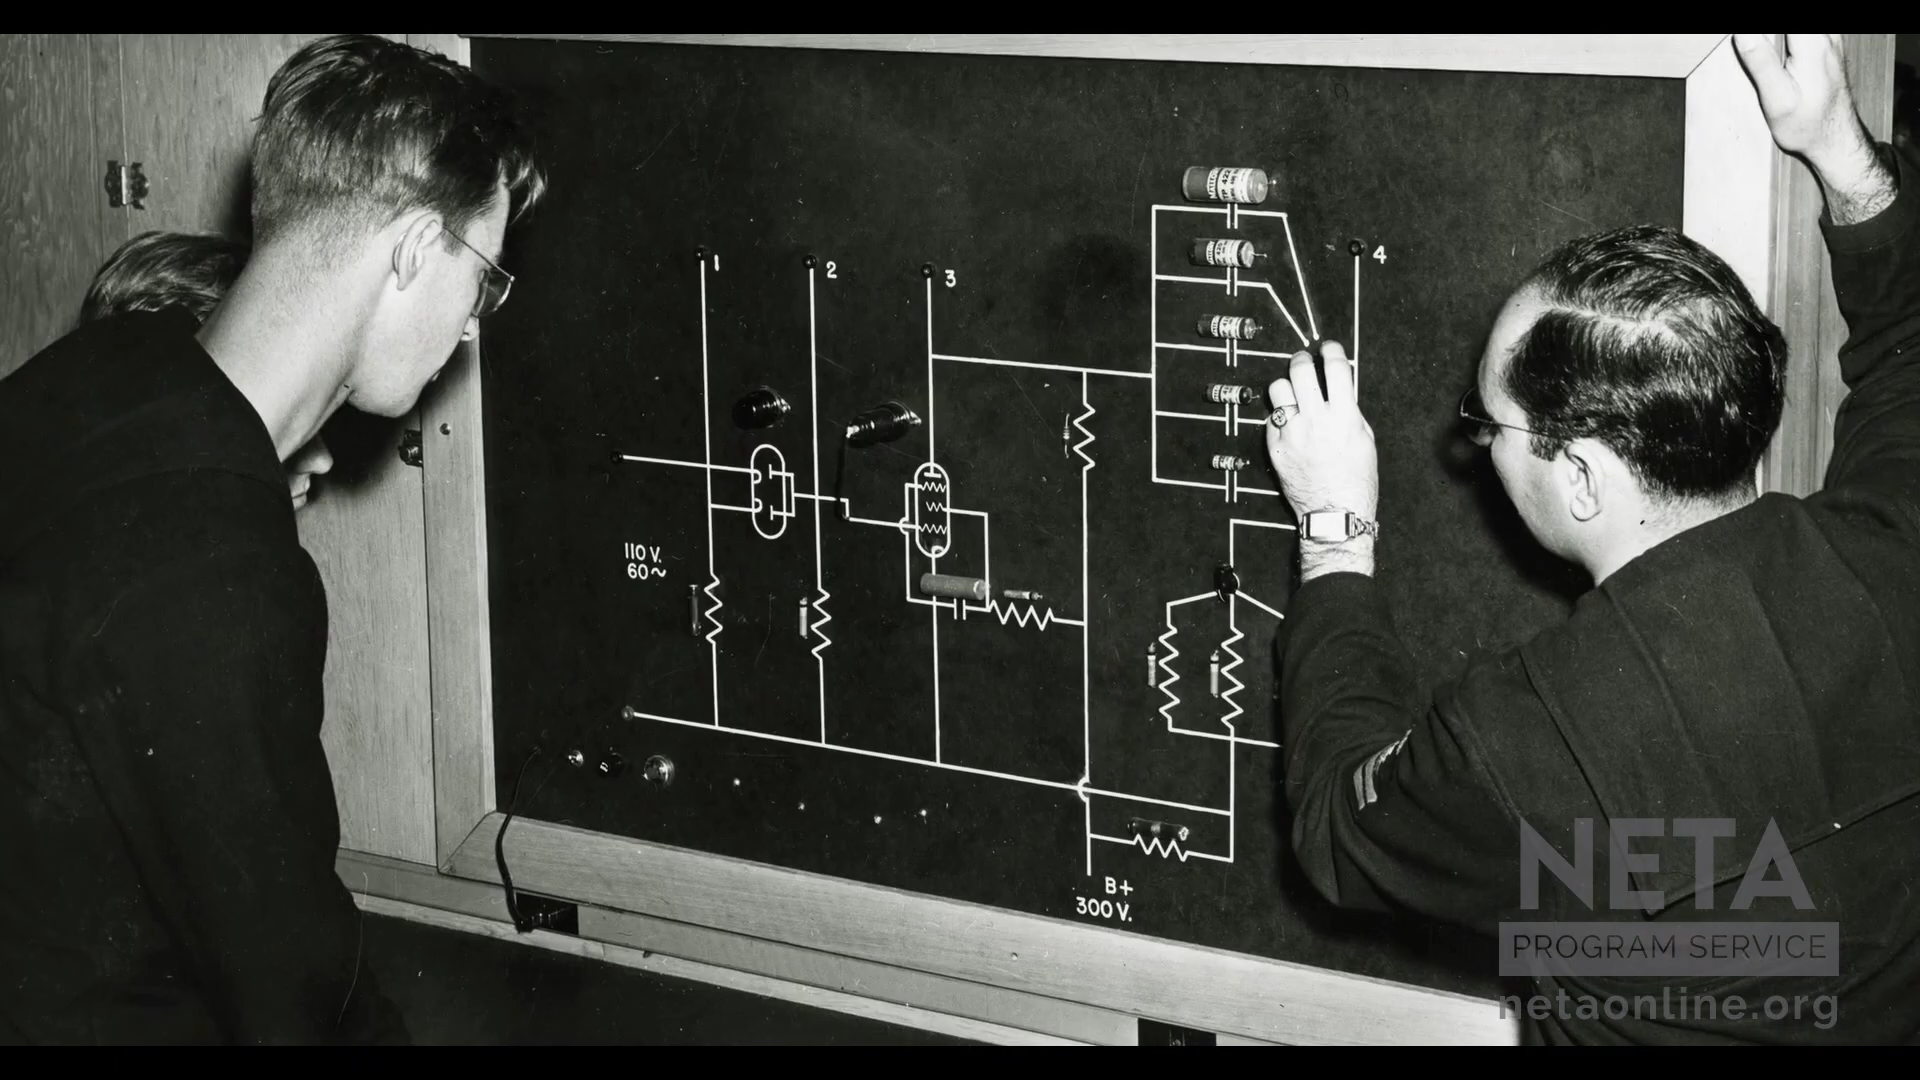 1
2
3
4
110 V.
60~
B+
300 V.
NETA
PROGRAM SERVICE
netaonline.org